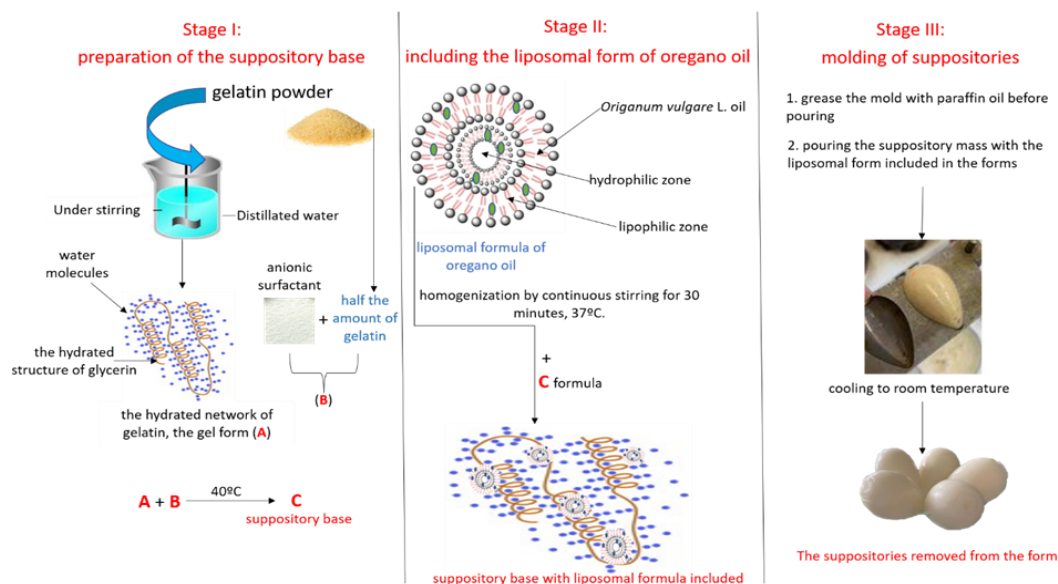 Stage I:
preparation of the suppository base
gelatin powder
Under stirring
Distillated water
water
molecules
the hydrated
structure of glycerin
the hydrated network of
gelatin, the gel form (A)
anionic
surfactant
+
half the
amount of
gelatin
(B)
A + B
40ºC
C
suppository base
Stage II:
including the liposomal form of oregano oil
Origanum vulgare L. oil
hydrophilic zone
lipophilic zone
liposomal formula of
oregano oil
homogenization by continuous stirring for 30
minutes, 37ºC.
+
C formula
suppository base with liposomal formula included
Stage III:
molding of suppositories
1. grease the mold with paraffin oil before
pouring
2. pouring the suppository mass with the
liposomal form included in the forms
cooling to room temperature
The suppositories removed from the form